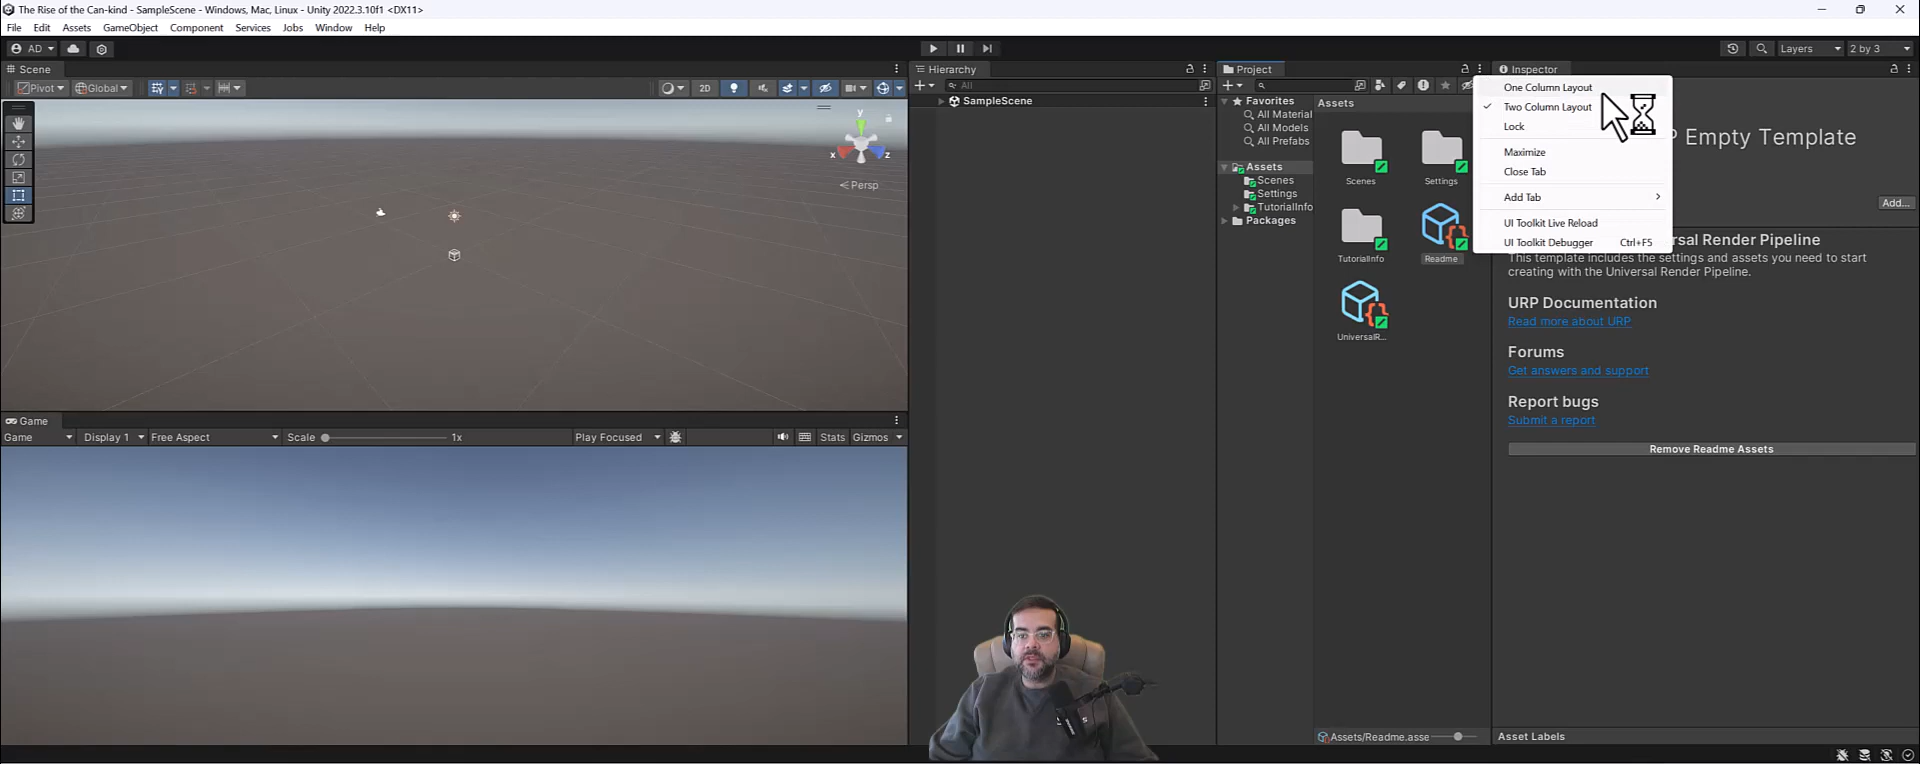 The Rise of the Can-kind - SampleScene - Windows, Mac, Linux - Unity 2022.3.10f1 <DX11>
File Edit Assets GameObject Component Services Jobs Window Help
AD
Layers 2 by 3
Scene
Pivot Global 2D
y
x z
Persp
Game
Game Display 1 Free Aspect Scale 1x Play Focused Stats Gizmos
Hierarchy
All
SampleScene
Project
Favorites
All Material
All Models
All Prefabs
Assets
Scenes
Settings
TutorialInfo
Packages
Assets
Scenes Settings
TutorialInfo Readme
UniversalR...
Assets/Readme.asse
One Column Layout
Two Column Layout
Lock
Maximize
Close Tab
Add Tab
UI Toolkit Live Reload
UI Toolkit Debugger Ctrl+F5
Inspector
P Empty Template
Add...
rsal Render Pipeline
This template includes the settings and assets you need to start
creating with the Universal Render Pipeline.
URP Documentation
Read more about URP
Forums
Get answers and support
Report bugs
Submit a report
Remove Readme Assets
Asset Labels